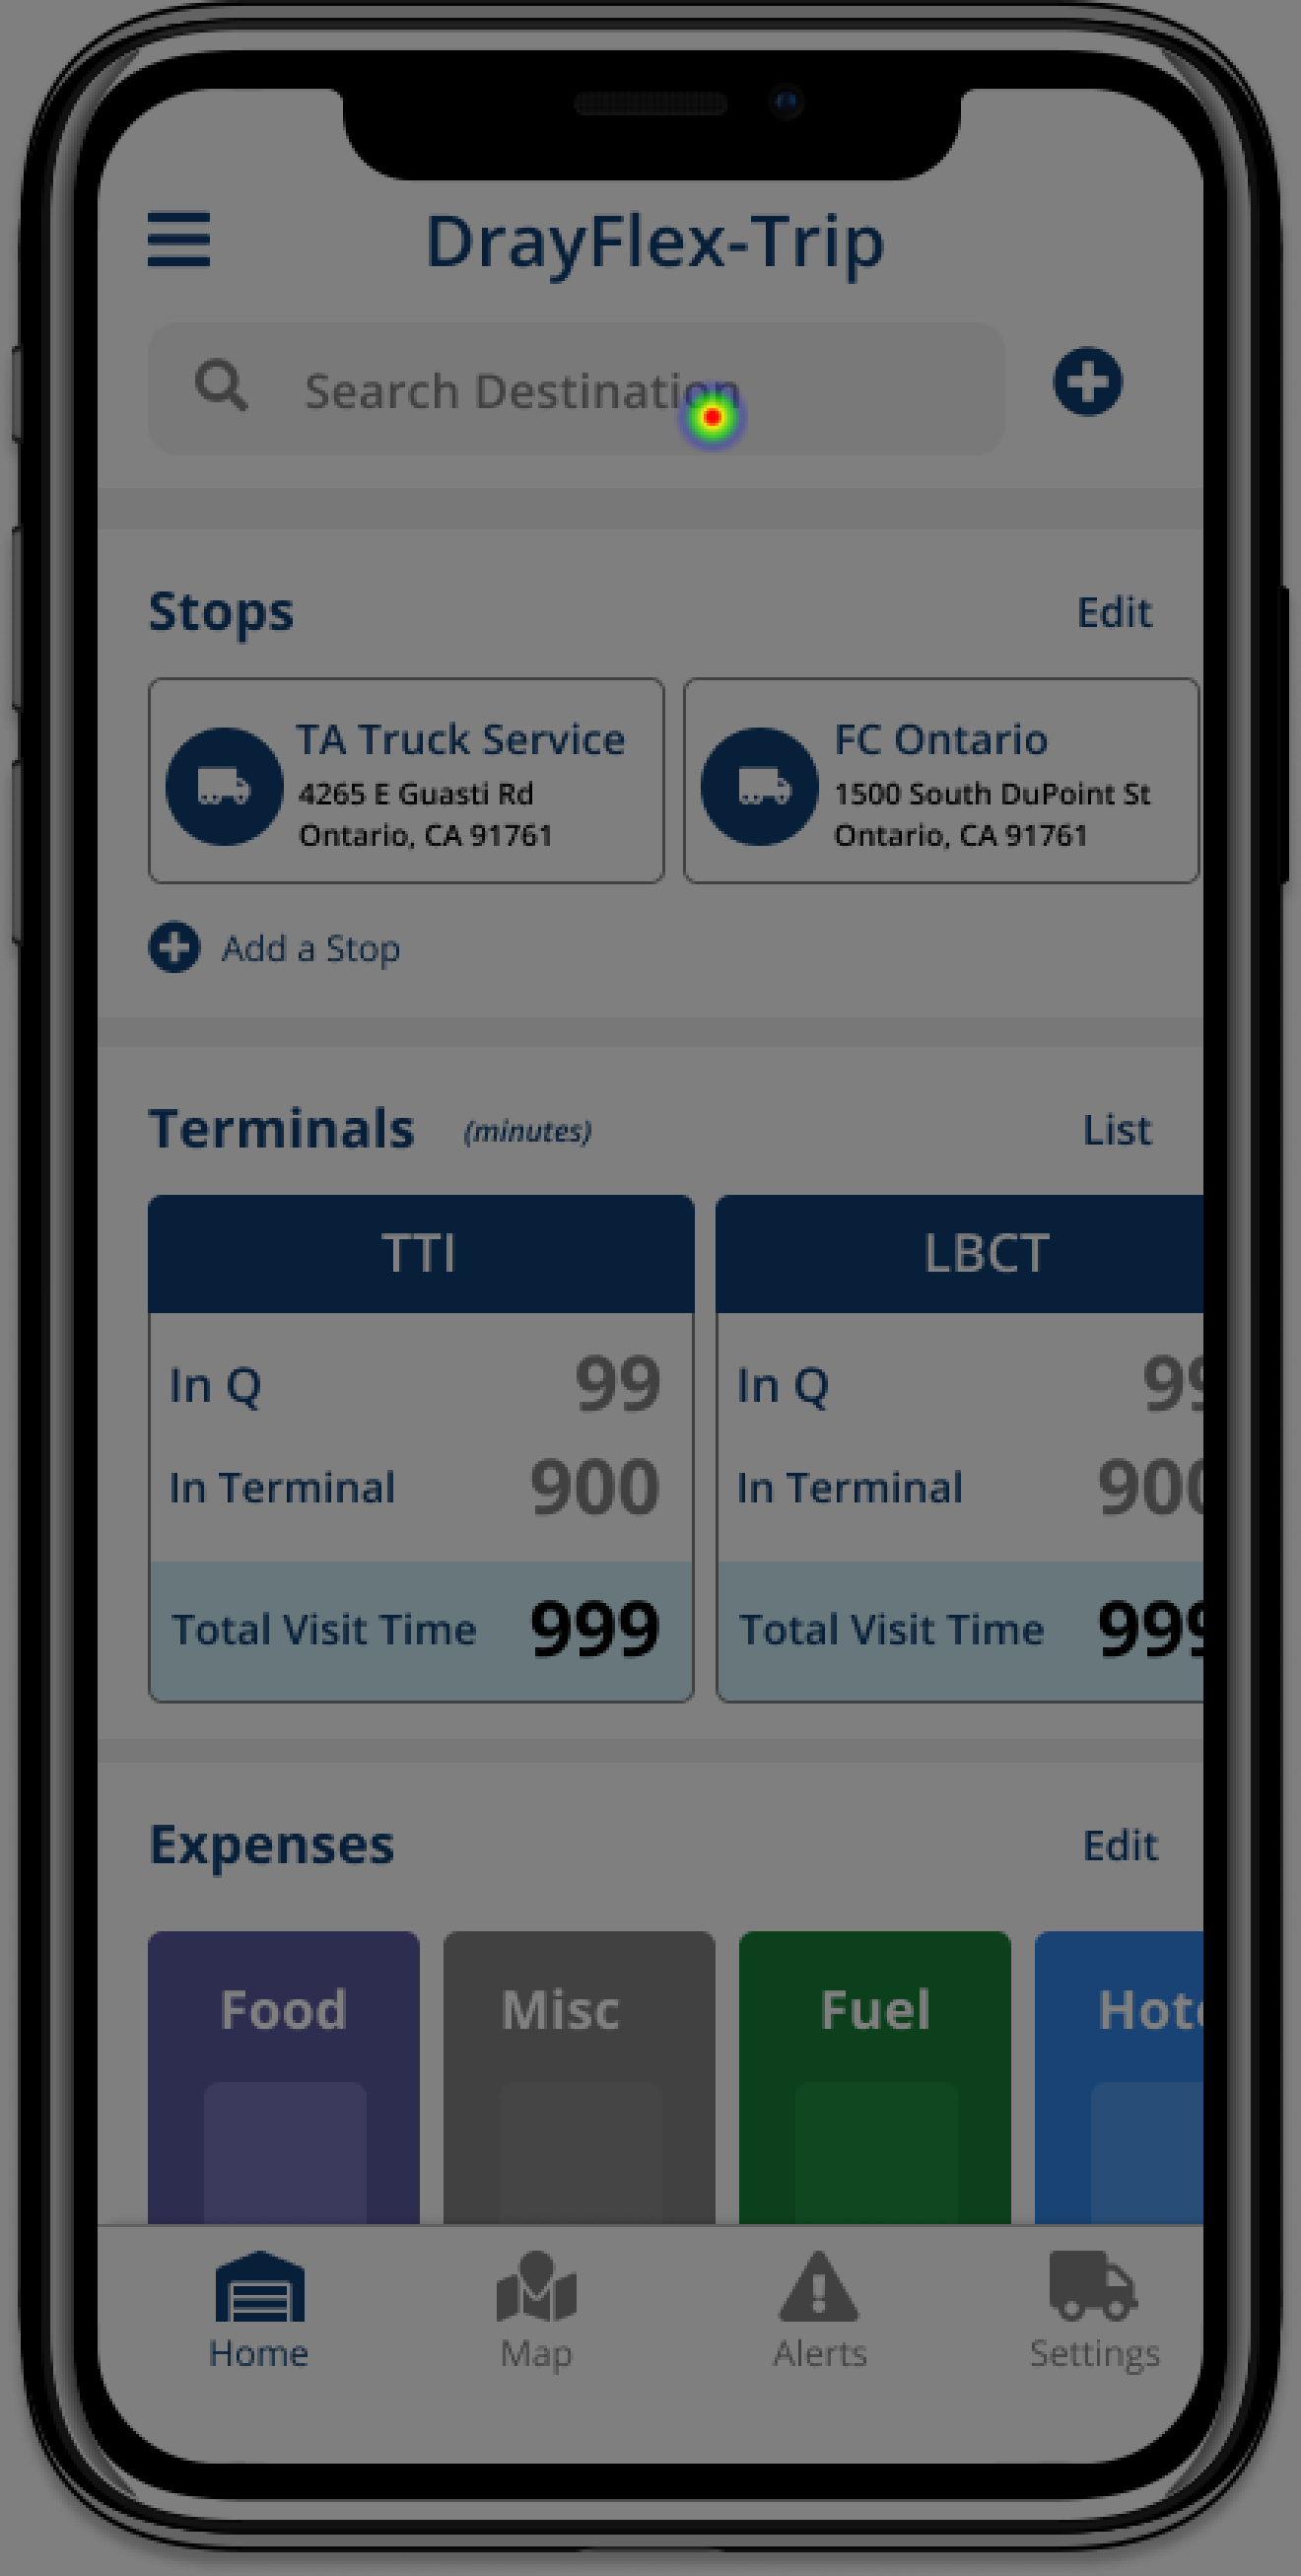 DrayFlex-Trip
Search Destination
Stops
Edit
TA Truck Service
4265 E Guasti Rd
Ontario, CA 91761
FC Ontario
1500 South DuPoint St
Ontario, CA 91761
Add a Stop
Terminals (minutes)
List
TTI
In Q 99
In Terminal 900
Total Visit Time 999
LBCT
In Q 99
In Terminal 900
Total Visit Time 999
Expenses
Edit
Food
Misc
Fuel
Hote
Home
Map
Alerts
Settings